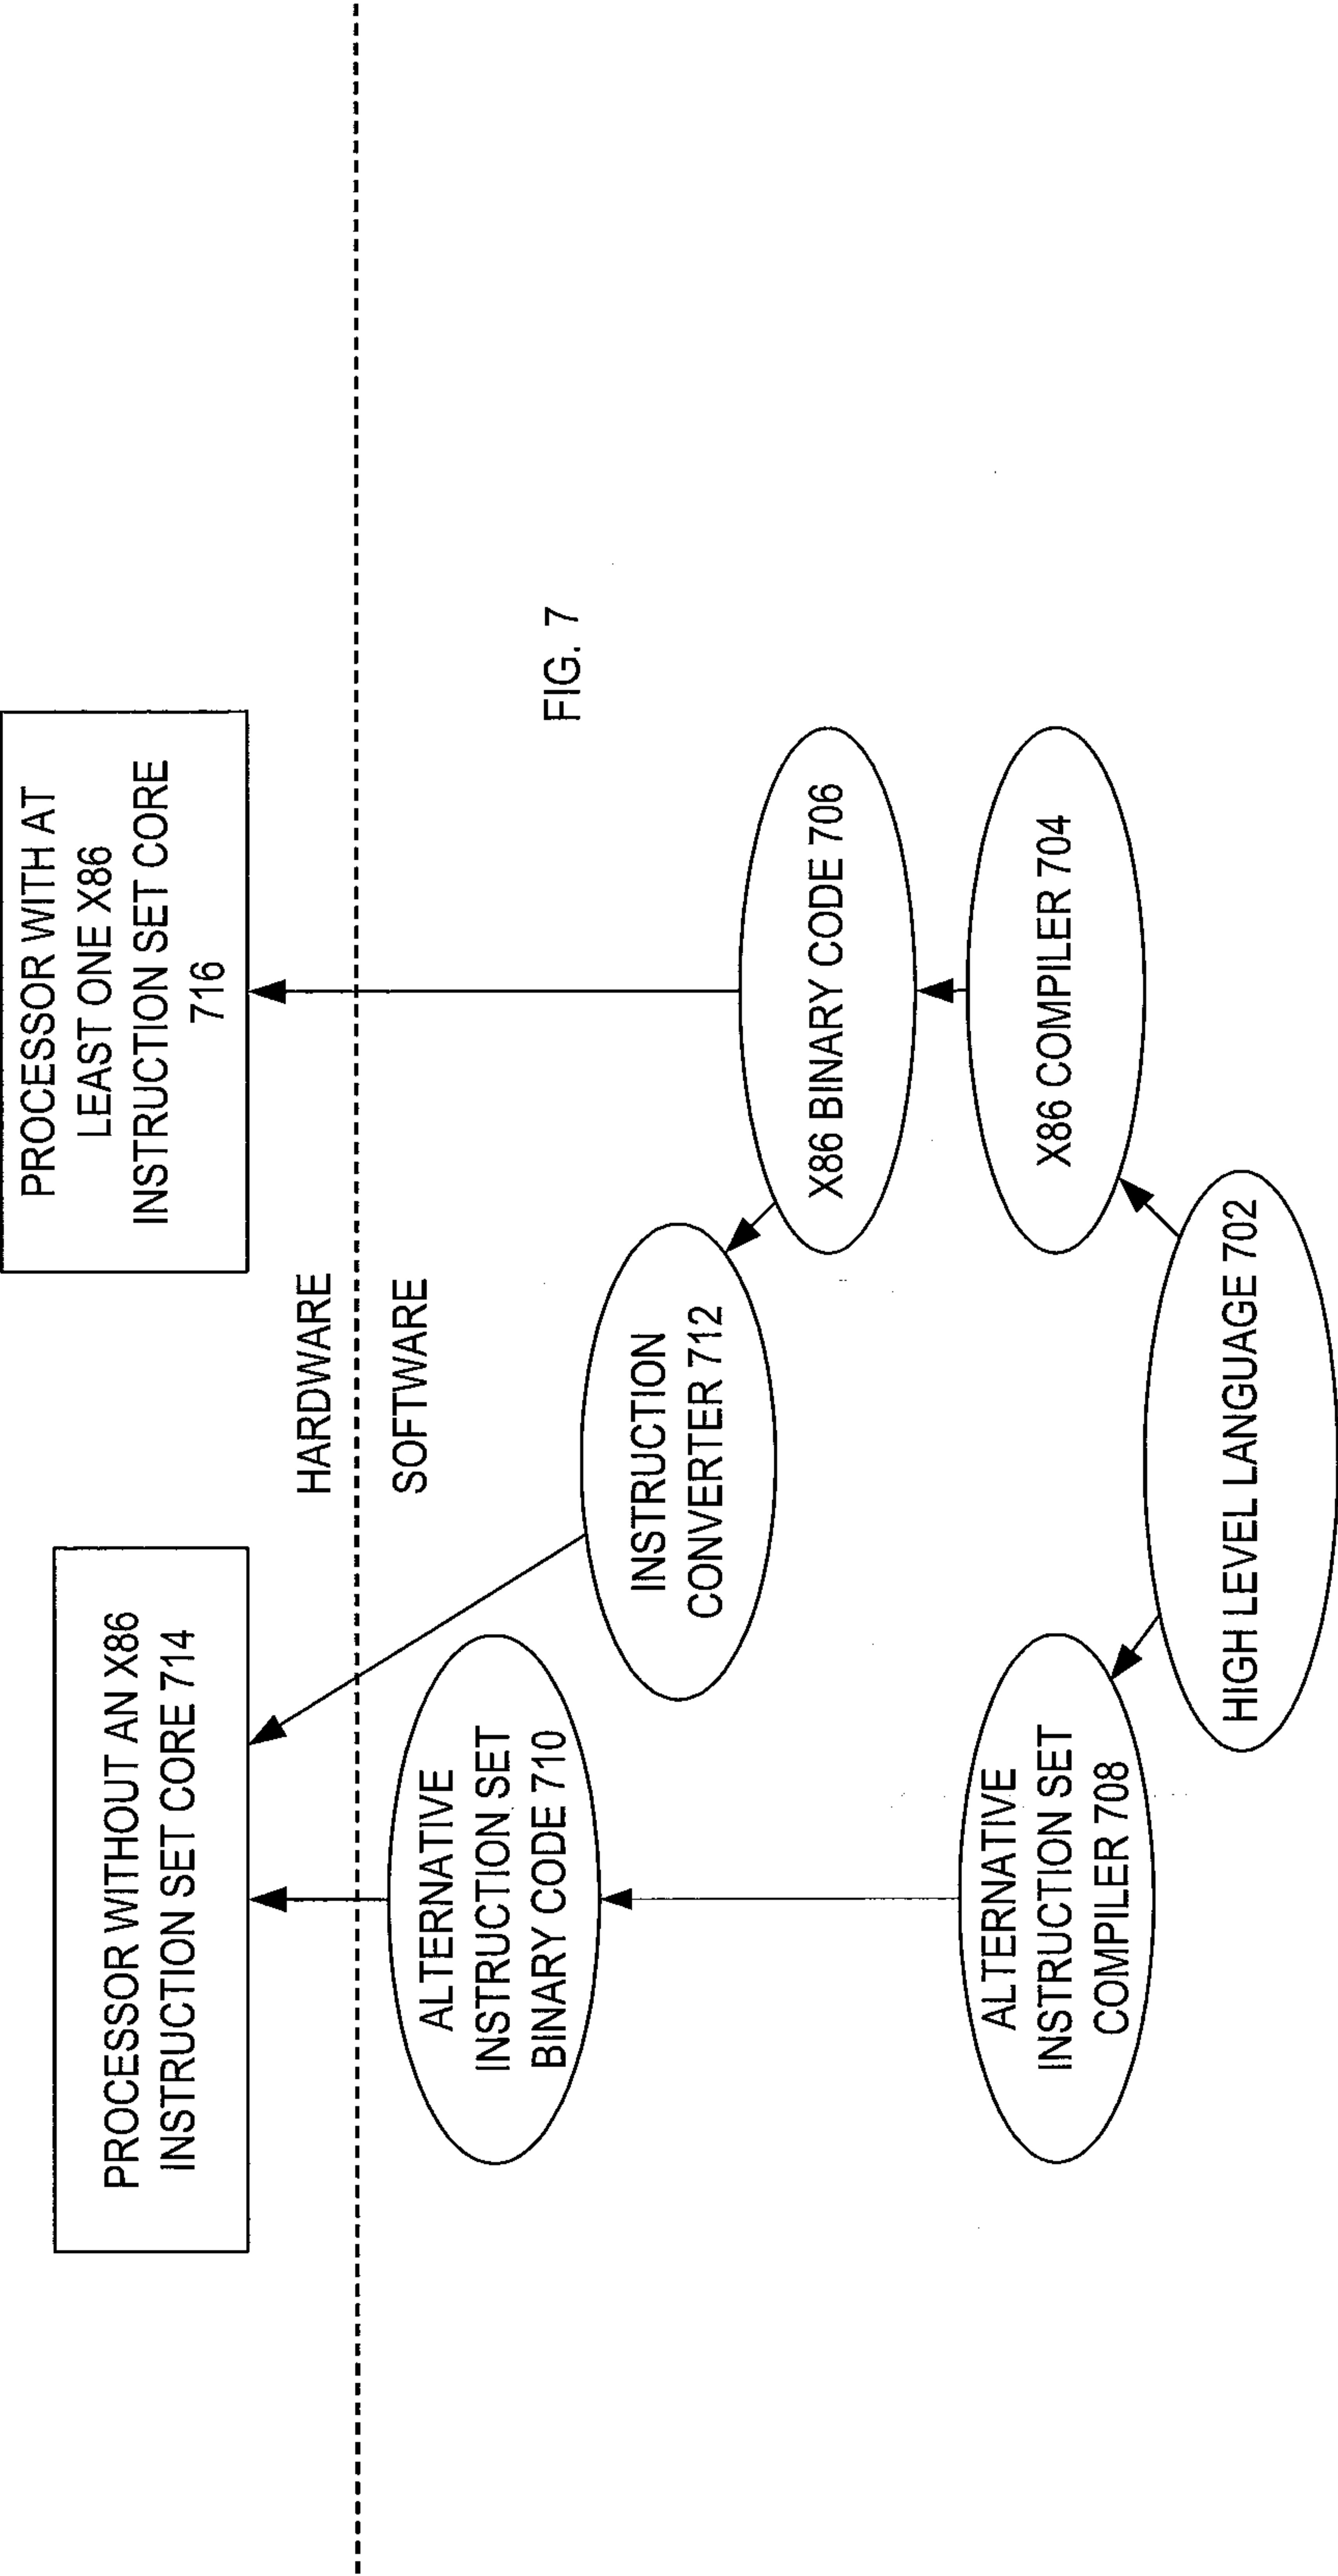 PROCESSOR WITHOUT AN X86
INSTRUCTION SET CORE 714
PROCESSOR WITH AT
LEAST ONE X86
INSTRUCTION SET CORE
716
HARDWARE
SOFTWARE
ALTERNATIVE
INSTRUCTION SET
BINARY CODE 710
INSTRUCTION
CONVERTER 712
FIG. 7
X86 BINARY CODE 706
ALTERNATIVE
INSTRUCTION SET
COMPILER 708
X86 COMPILER 704
HIGH LEVEL LANGUAGE 702